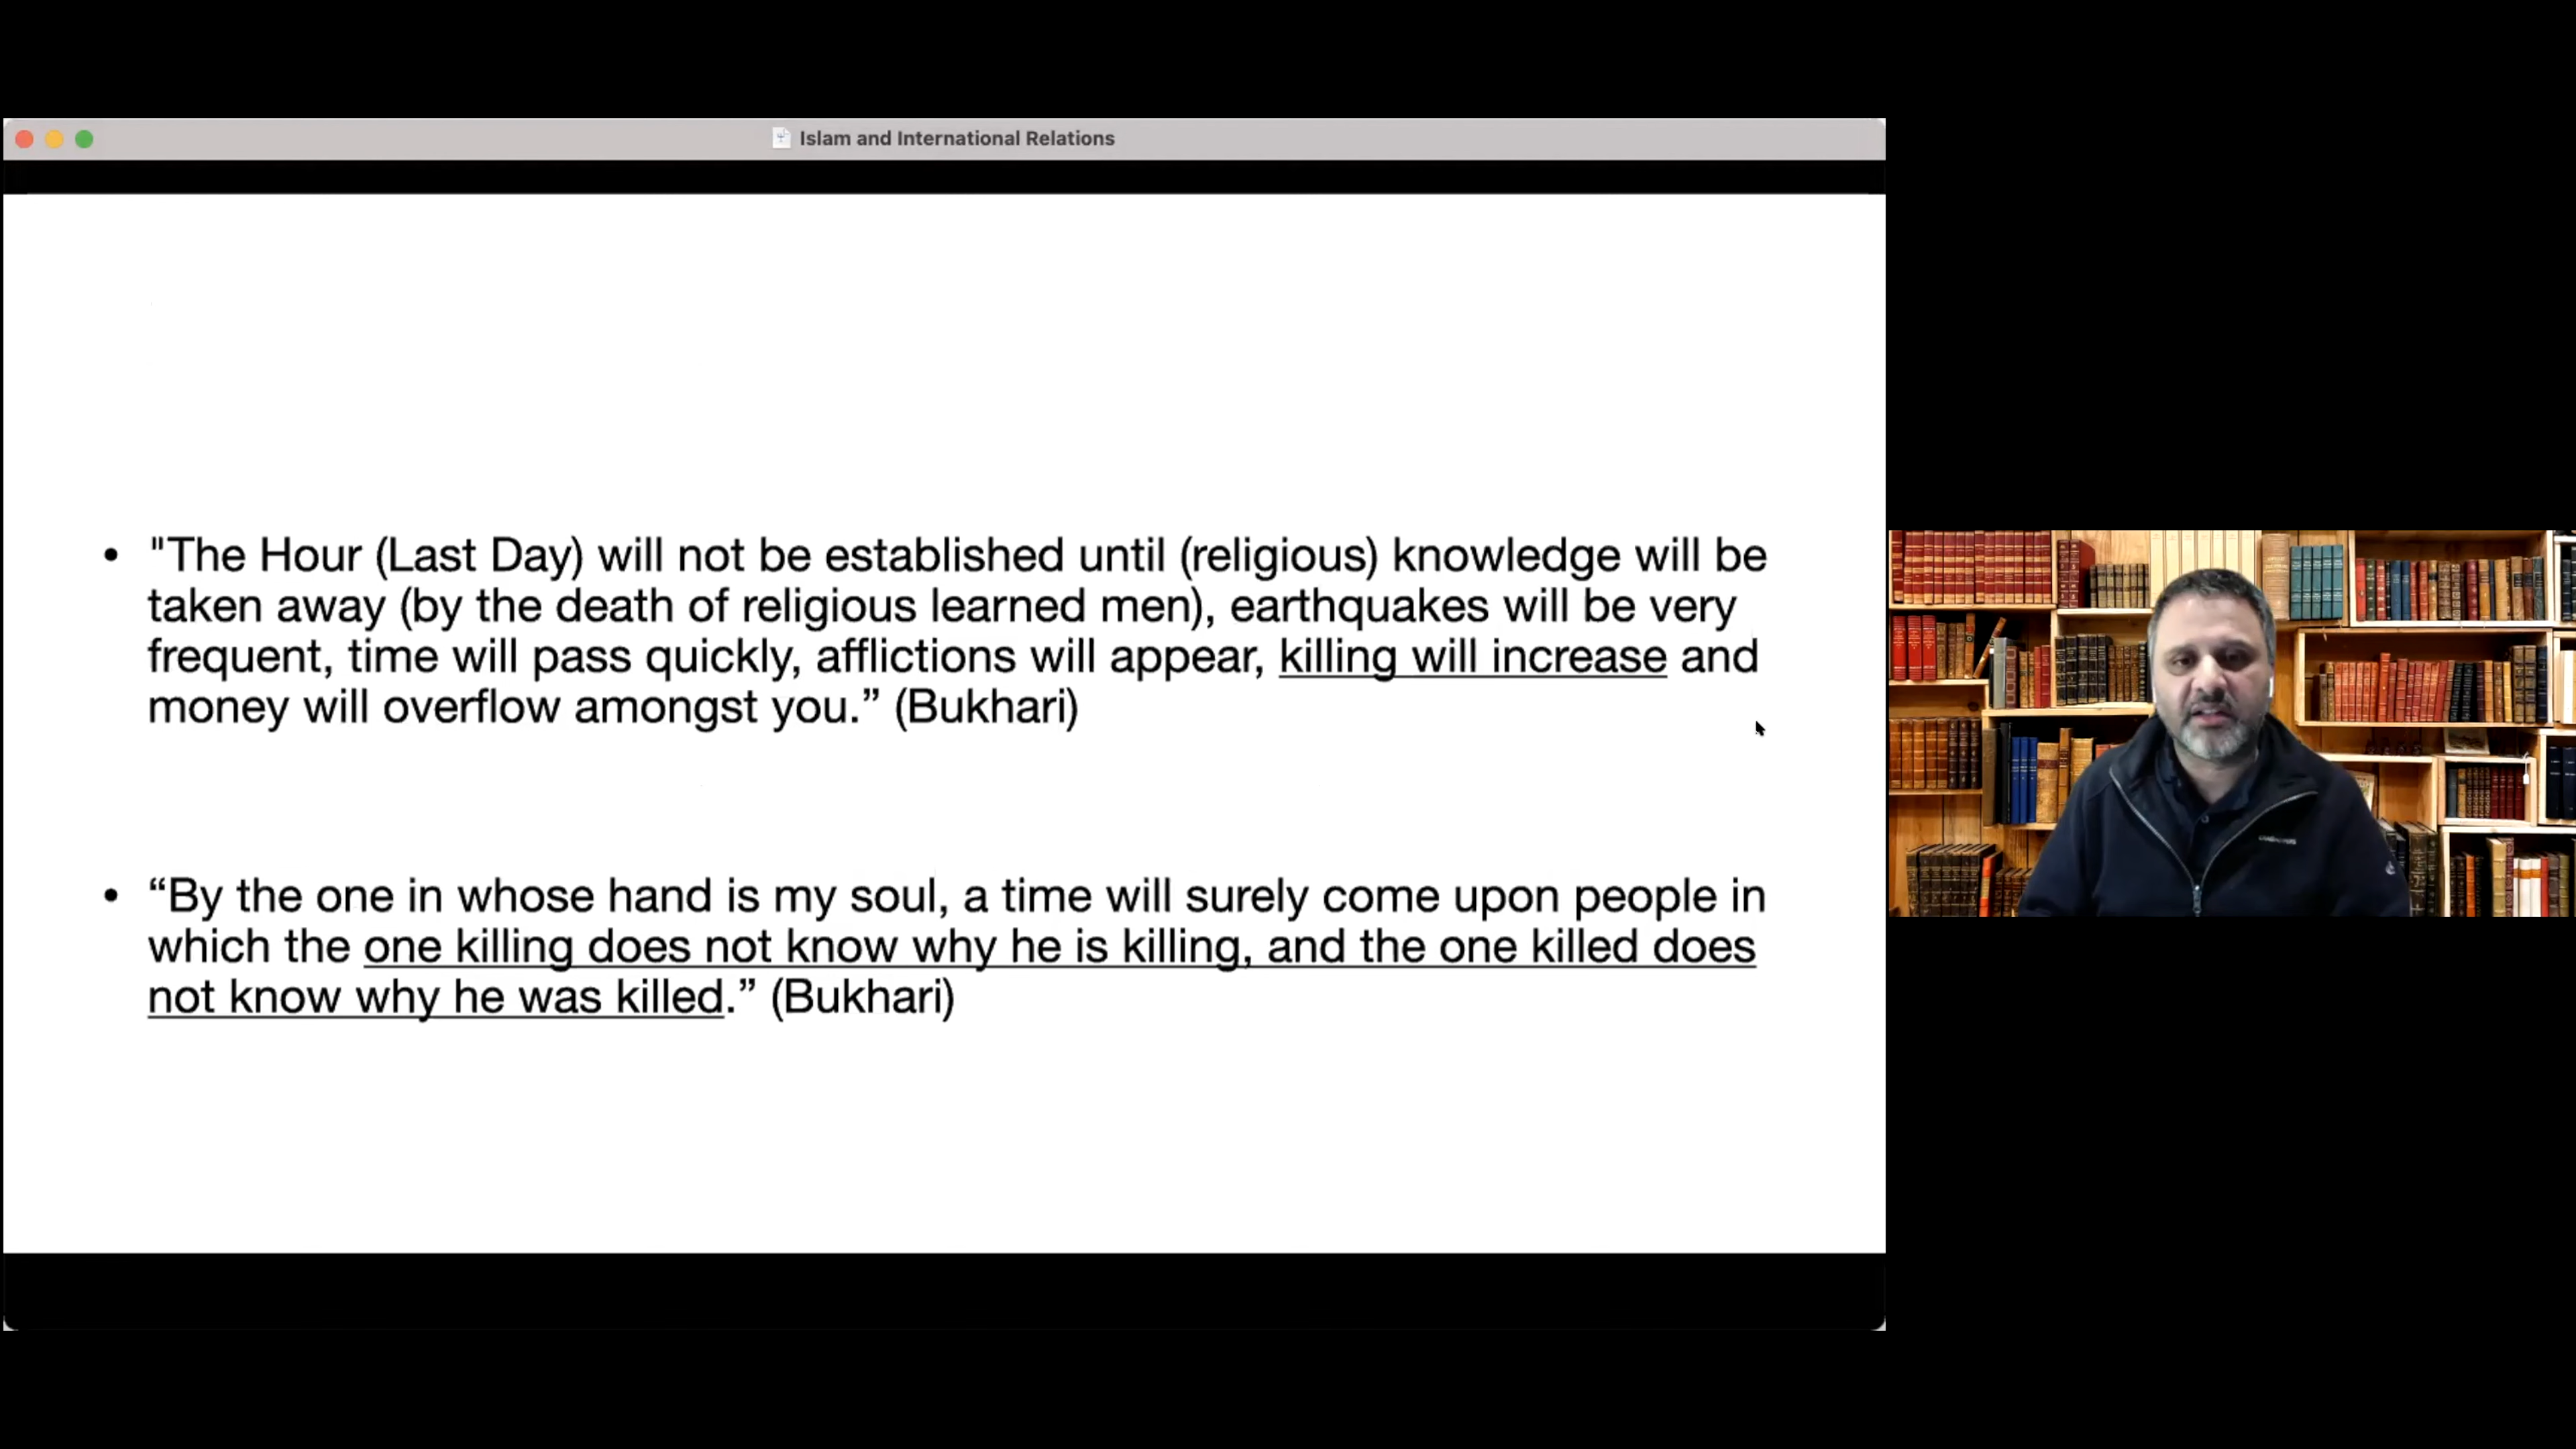 Islam and International Relations
• "The Hour (Last Day) will not be established until (religious) knowledge will be
taken away (by the death of religious learned men), earthquakes will be very
frequent, time will pass quickly, afflictions will appear, killing will increase and
money will overflow amongst you.” (Bukhari)
• “By the one in whose hand is my soul, a time will surely come upon people in
which the one killing does not know why he is killing, and the one killed does
not know why he was killed.” (Bukhari)